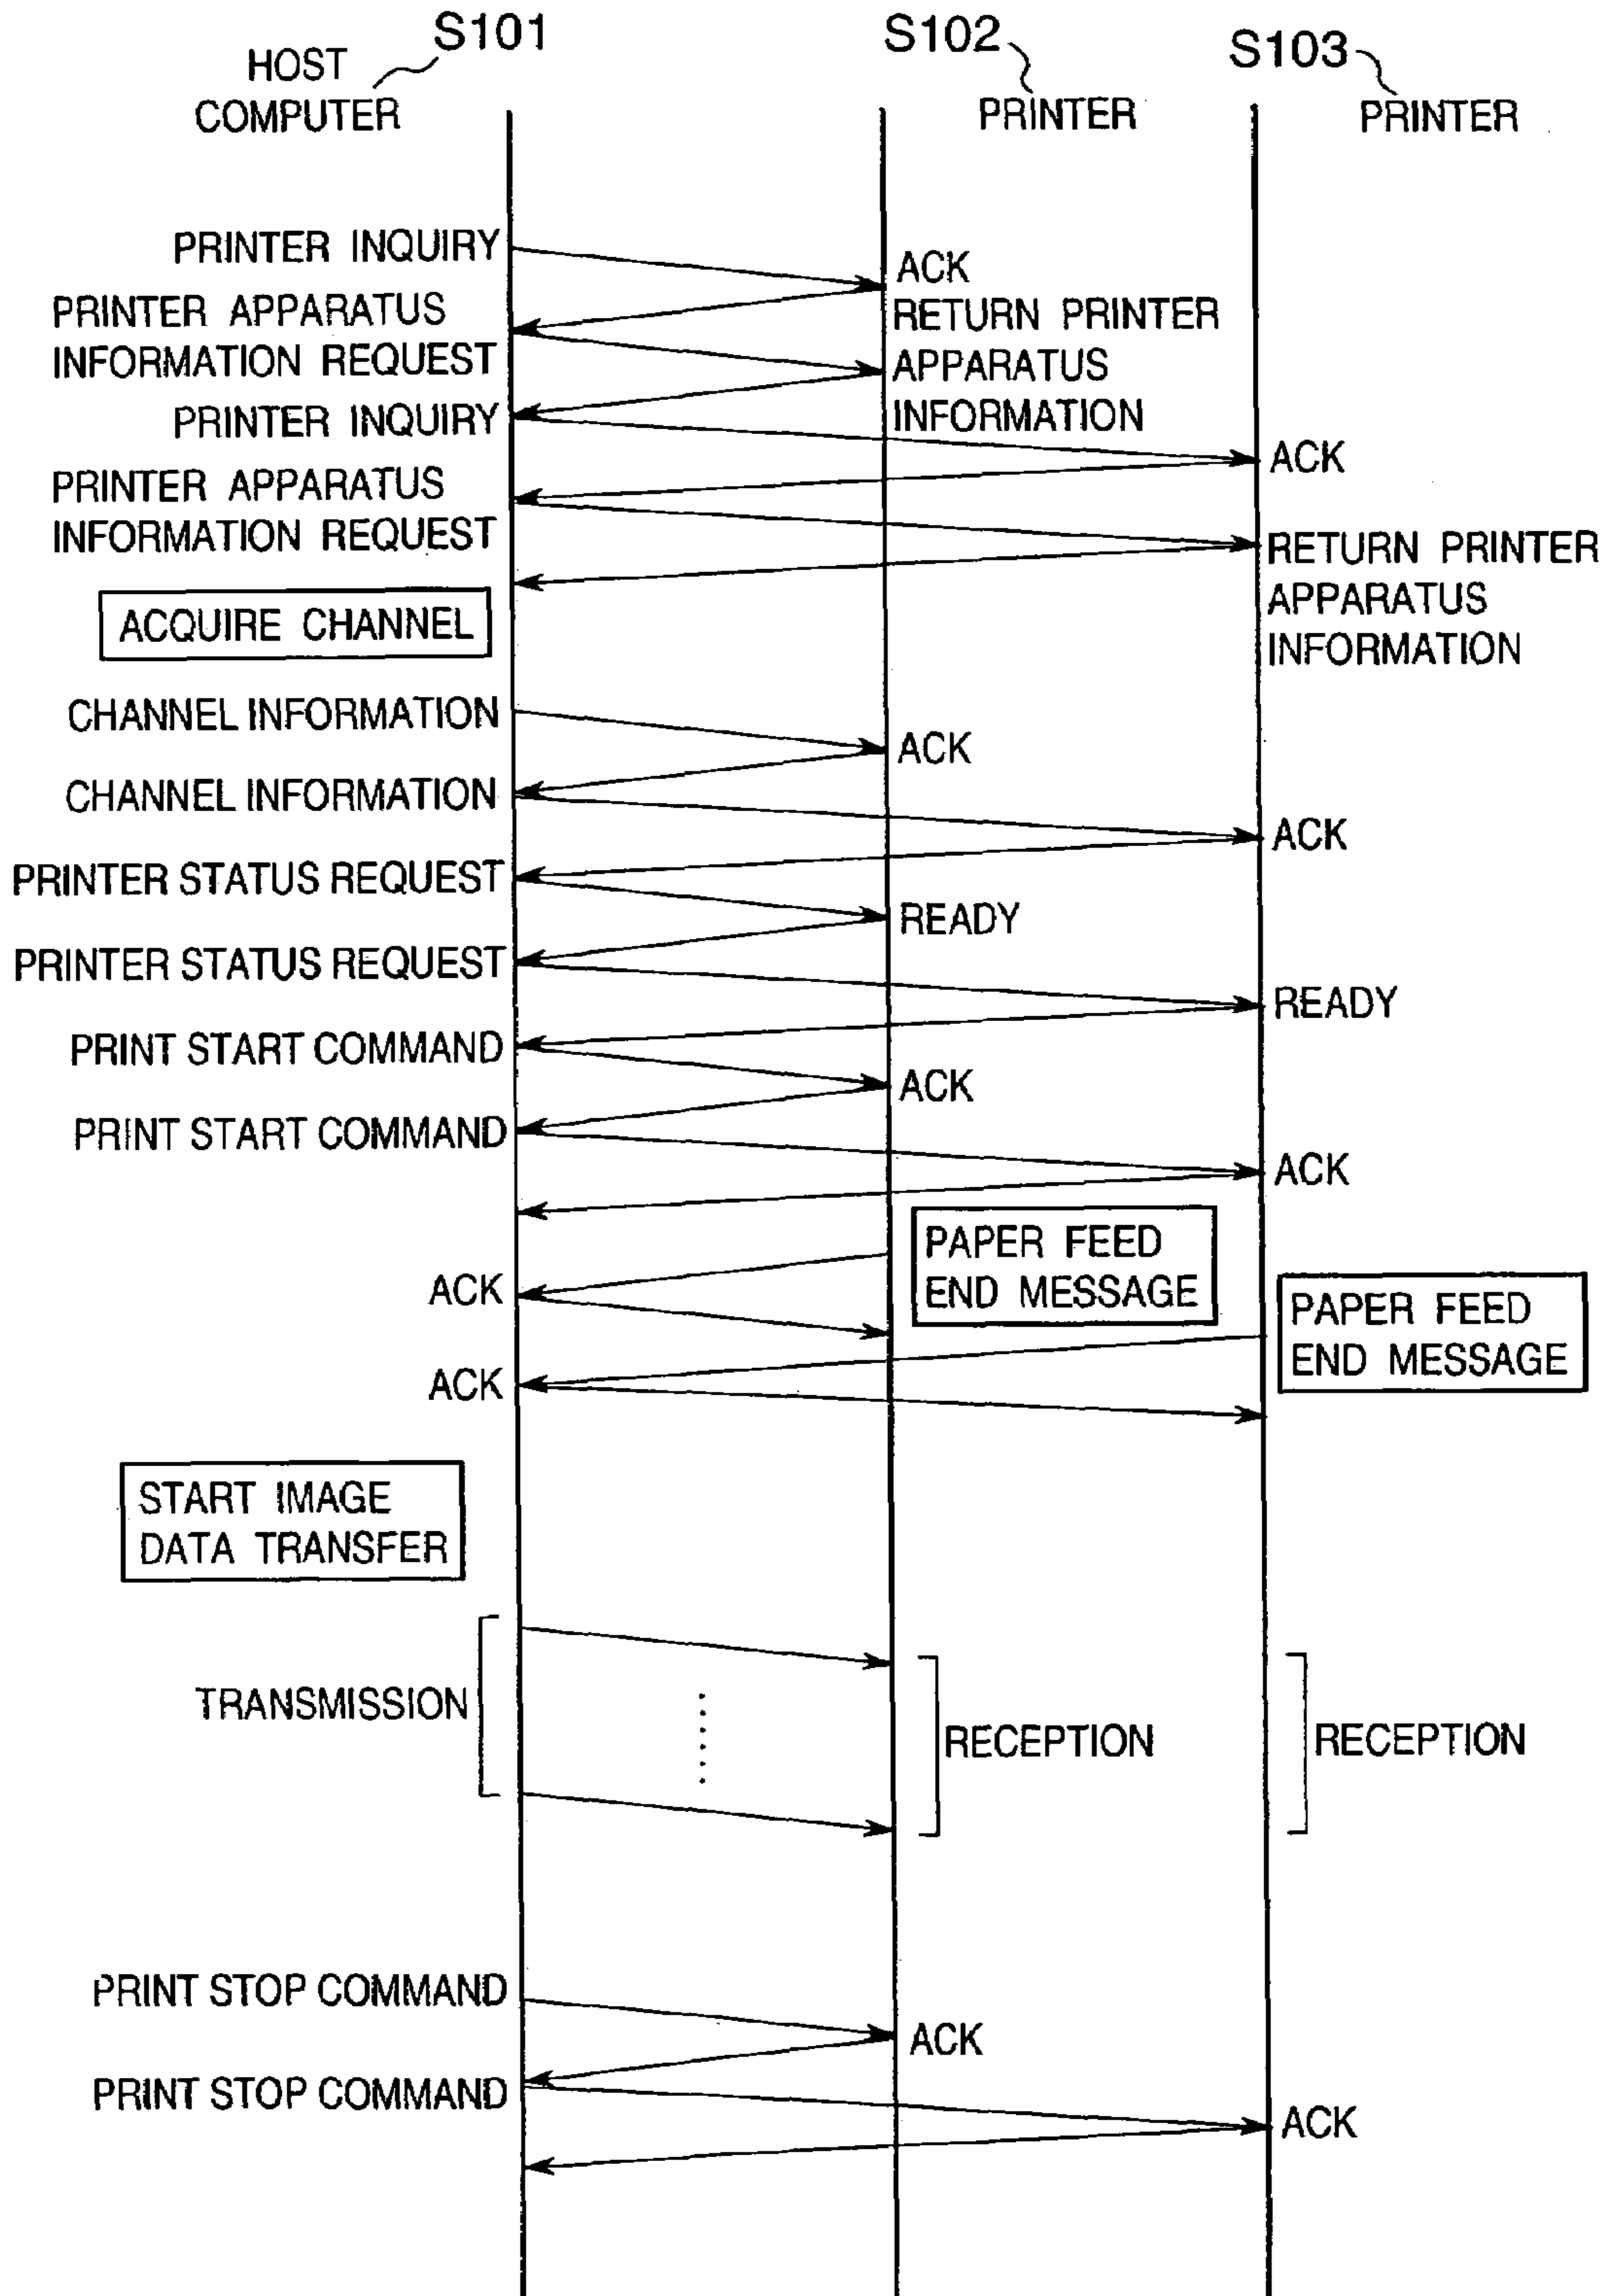 S101
S102
S103
HOST
COMPUTER
PRINTER
PRINTER
PRINTER INQUIRY
ACK
PRINTER APPARATUS
INFORMATION REQUEST
RETURN PRINTER
APPARATUS
INFORMATION
PRINTER INQUIRY
ACK
PRINTER APPARATUS
INFORMATION REQUEST
RETURN PRINTER
APPARATUS
INFORMATION
ACQUIRE CHANNEL
CHANNEL INFORMATION
ACK
CHANNEL INFORMATION
ACK
PRINTER STATUS REQUEST
READY
PRINTER STATUS REQUEST
READY
PRINT START COMMAND
ACK
PRINT START COMMAND
ACK
PAPER FEED
END MESSAGE
ACK
PAPER FEED
END MESSAGE
ACK
START IMAGE
DATA TRANSFER
TRANSMISSION
RECEPTION
RECEPTION
PRINT STOP COMMAND
ACK
PRINT STOP COMMAND
ACK